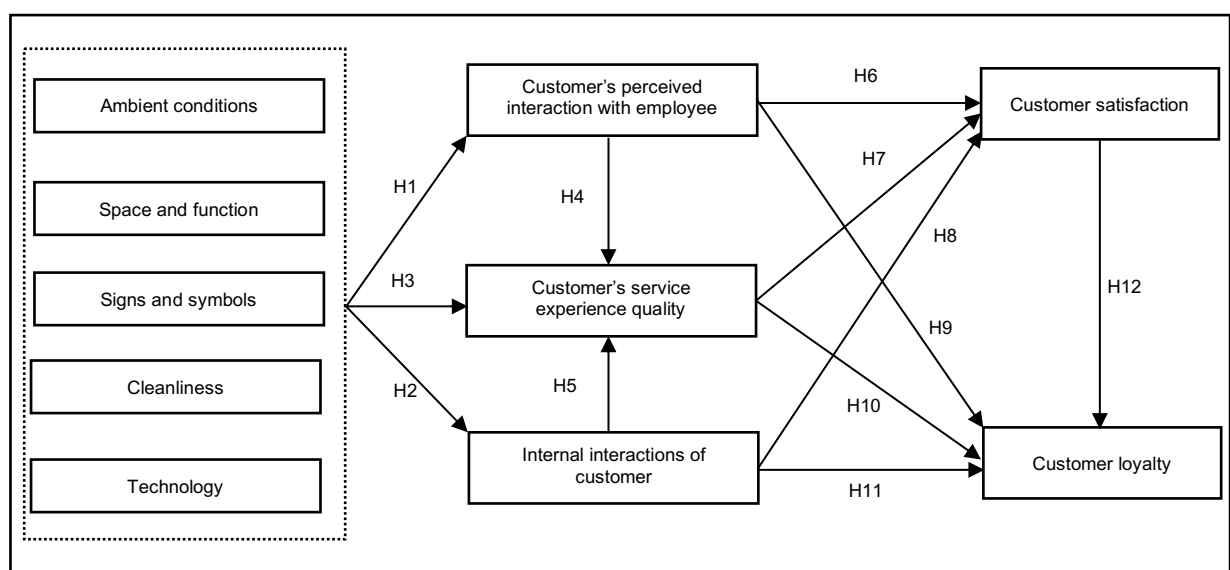 Ambient conditions
Space and function
Signs and symbols
Cleanliness
Technology
H1
H3
H2
Customer's perceived
interaction with employee
H4
Customer's service
experience quality
H5
Internal interactions of
customer
H6
H7
H8
H9
H10
H11
Customer satisfaction
H12
Customer loyalty